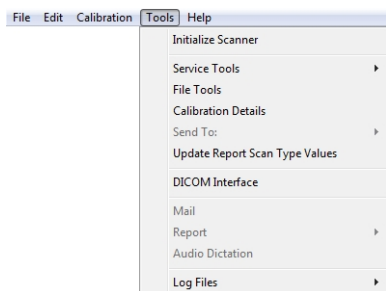 File Edit Calibration Tools Help
Initialize Scanner
Service Tools
File Tools
Calibration Details
Send To:
Update Report Scan Type Values
DICOM Interface
Mail
Report
Audio Dictation
Log Files